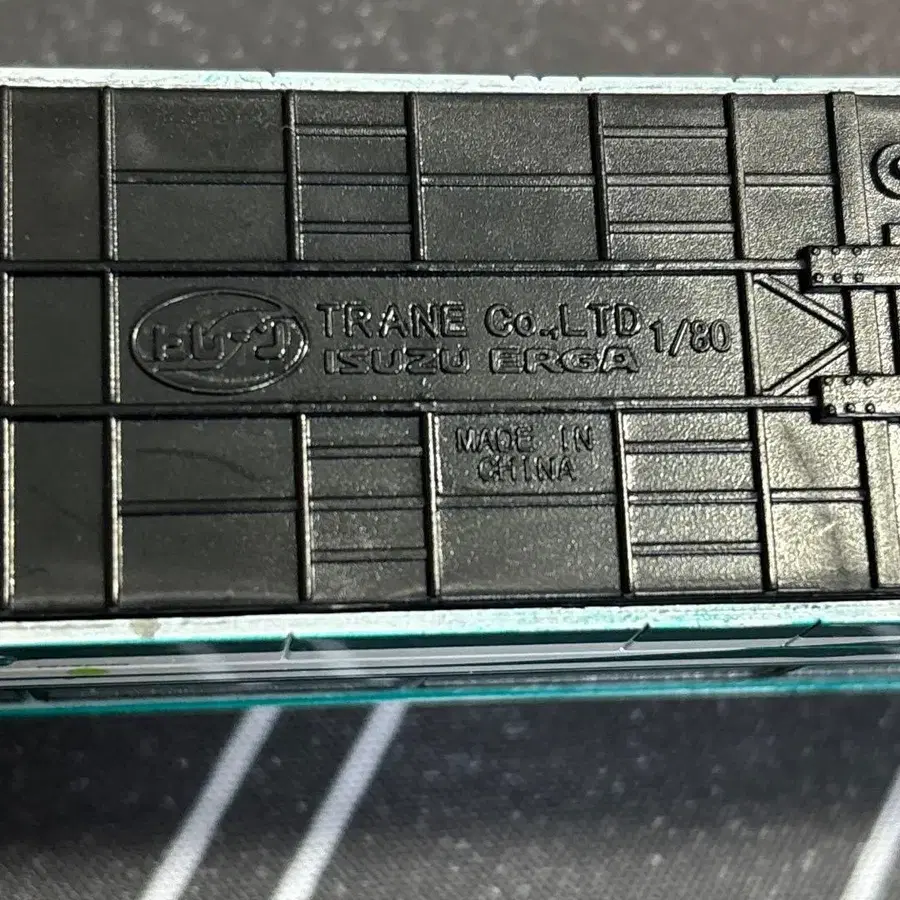 トレーン
TRANE Co.,LTD 1/80
ISUZU ERGA
MADE IN
CHINA